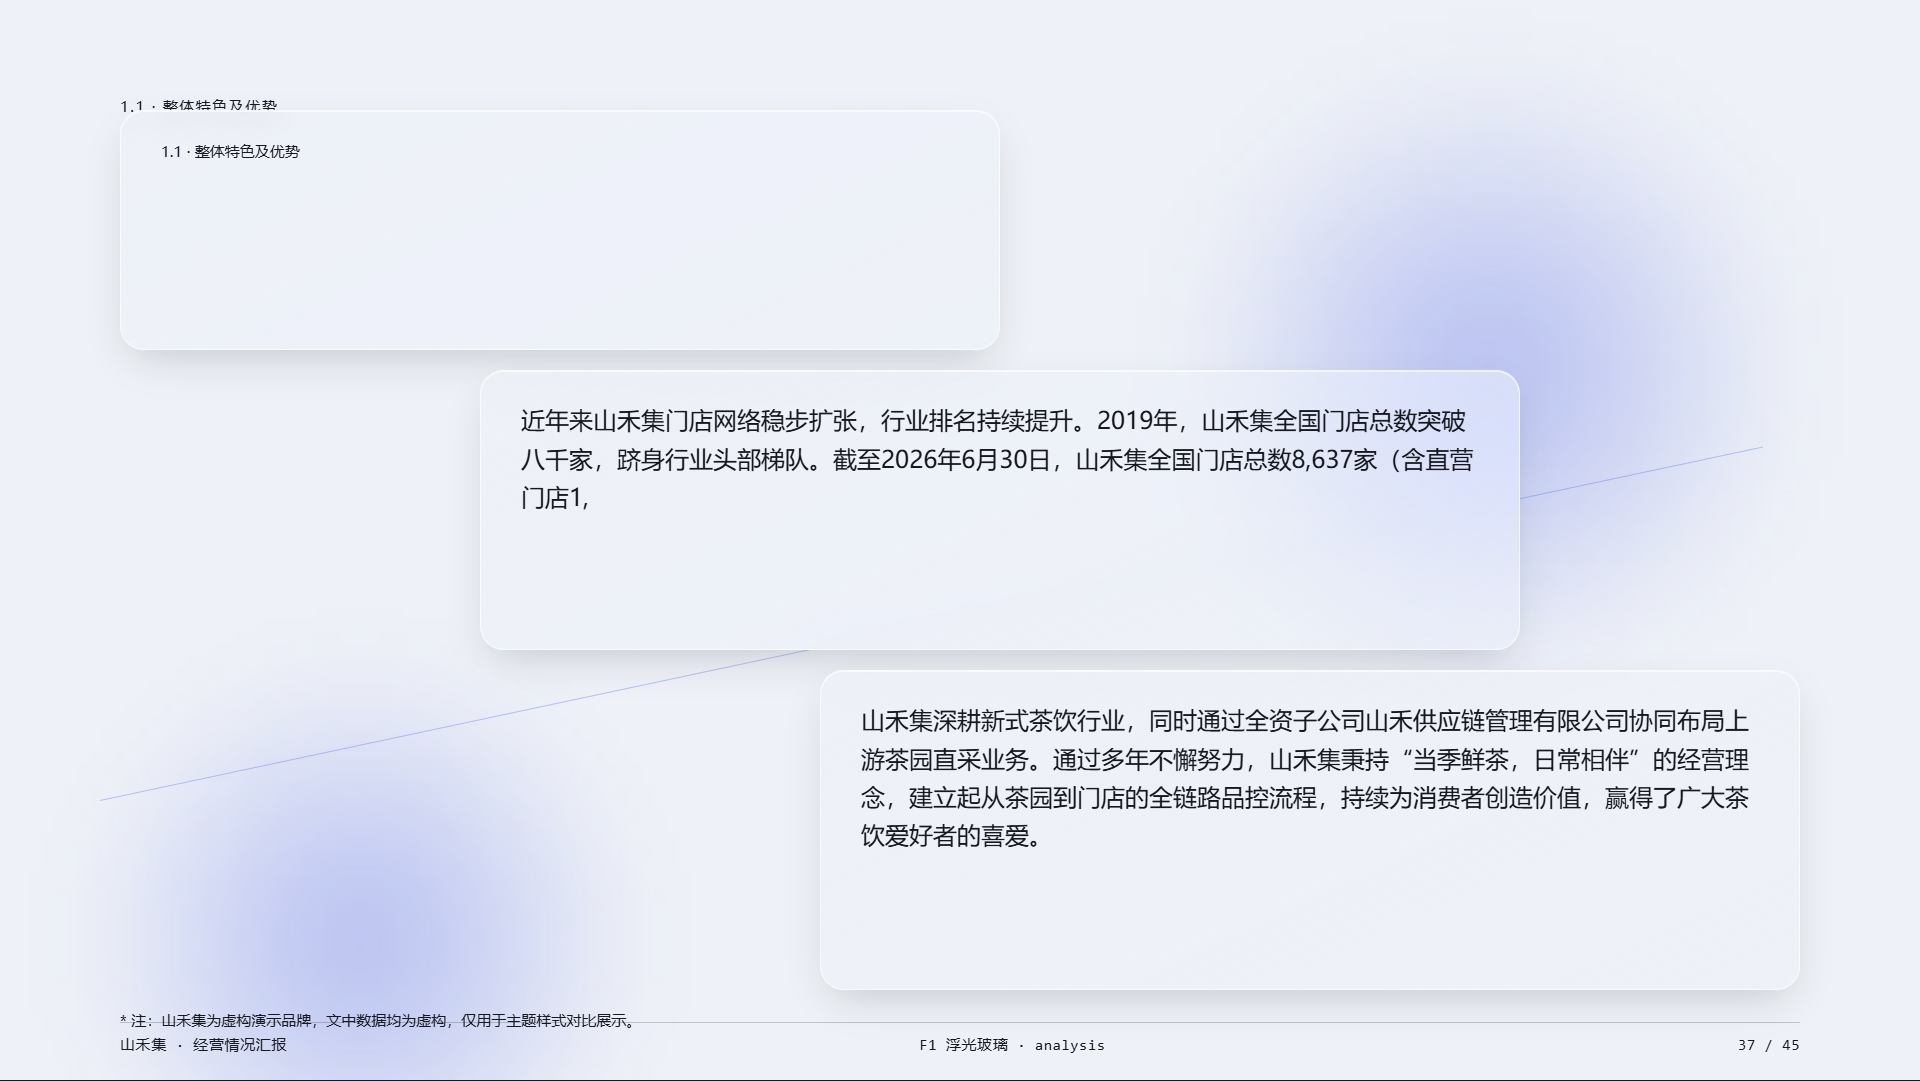 1.1 · 整体特色及优势
1.1 · 整体特色及优势
近年来山禾集门店网络稳步扩张，行业排名持续提升。2019年，山禾集全国门店总数突破
八千家，跻身行业头部梯队。截至2026年6月30日，山禾集全国门店总数8,637家（含直营
门店1,
山禾集深耕新式茶饮行业，同时通过全资子公司山禾供应链管理有限公司协同布局上
游茶园直采业务。通过多年不懈努力，山禾集秉持“当季鲜茶，日常相伴”的经营理
念，建立起从茶园到门店的全链路品控流程，持续为消费者创造价值，赢得了广大茶
饮爱好者的喜爱。
* 注：山禾集为虚构演示品牌，文中数据均为虚构，仅用于主题样式对比展示。
山禾集 · 经营情况汇报
F1 浮光玻璃 · analysis
37 / 45